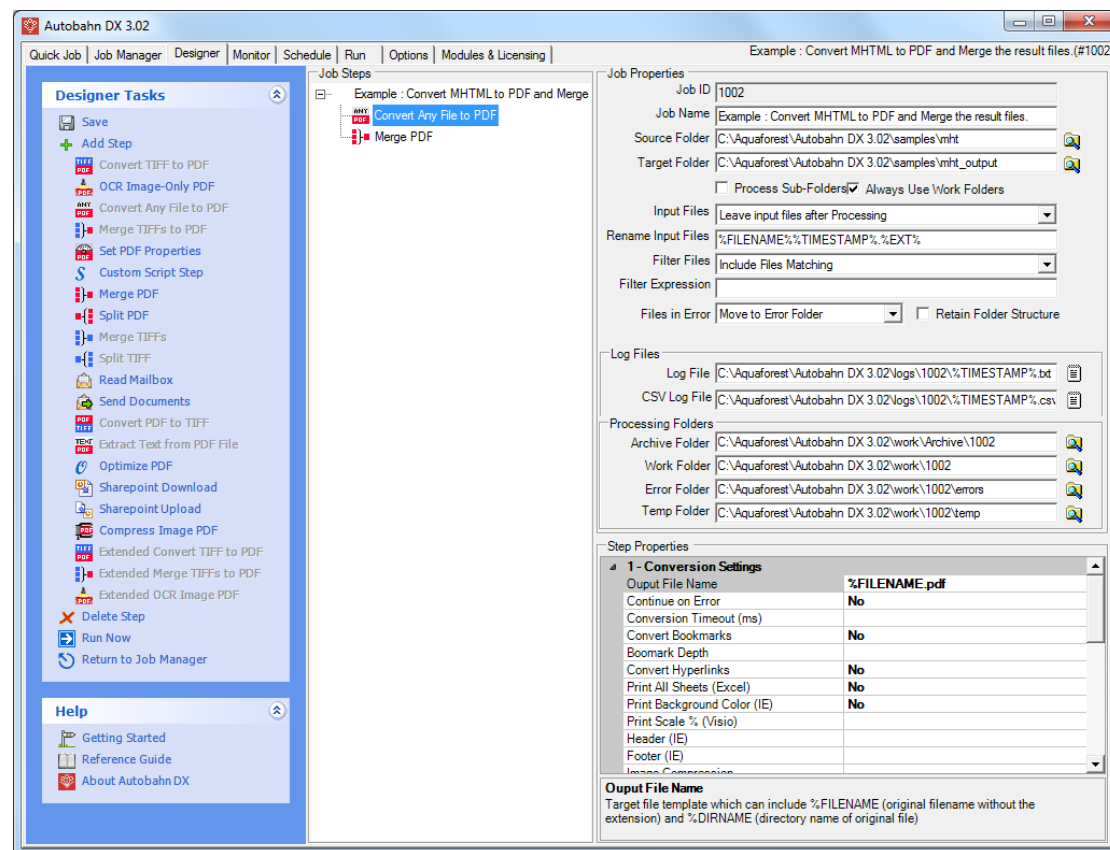 Autobahn DX 3.02
Quick Job Job Manager Designer Monitor Schedule Run Options Modules & Licensing Example : Convert MHTML to PDF and Merge the result files.(#1002
Designer Tasks
Save
Add Step
Convert TIFF to PDF
OCR Image-Only PDF
Convert Any File to PDF
Merge TIFFs to PDF
Set PDF Properties
Custom Script Step
Merge PDF
Split PDF
Merge TIFFs
Split TIFF
Read Mailbox
Send Documents
Convert PDF to TIFF
Extract Text from PDF File
Optimize PDF
Sharepoint Download
Sharepoint Upload
Compress Image PDF
Extended Convert TIFF to PDF
Extended Merge TIFFs to PDF
Extended OCR Image PDF
Delete Step
Run Now
Return to Job Manager
Help
Getting Started
Reference Guide
About Autobahn DX
Job Steps
Example : Convert MHTML to PDF and Merge
Convert Any File to PDF
Merge PDF
Job Properties
Job ID 1002
Job Name Example : Convert MHTML to PDF and Merge the result files.
Source Folder C:\Aquaforest\Autobahn DX 3.02\samples\mht
Target Folder C:\Aquaforest\Autobahn DX 3.02\samples\mht_output
Process Sub-Folders Always Use Work Folders
Input Files Leave input files after Processing
Rename Input Files %FILENAME%%TIMESTAMP%.%EXT%
Filter Files Include Files Matching
Filter Expression
Files in Error Move to Error Folder Retain Folder Structure
Log Files
Log File C:\Aquaforest\Autobahn DX 3.02\logs\1002\%TIMESTAMP%.txt
CSV Log File C:\Aquaforest\Autobahn DX 3.02\logs\1002\%TIMESTAMP%.csv
Processing Folders
Archive Folder C:\Aquaforest\Autobahn DX 3.02\work\Archive\1002
Work Folder C:\Aquaforest\Autobahn DX 3.02\work\1002
Error Folder C:\Aquaforest\Autobahn DX 3.02\work\1002\errors
Temp Folder C:\Aquaforest\Autobahn DX 3.02\work\1002\temp
Step Properties
1 - Conversion Settings
Ouput File Name %FILENAME.pdf
Continue on Error No
Conversion Timeout (ms)
Convert Bookmarks No
Boomark Depth
Convert Hyperlinks No
Print All Sheets (Excel) No
Print Background Color (IE) No
Print Scale % (Visio)
Header (IE)
Footer (IE)
Image Compression
Ouput File Name
Target file template which can include %FILENAME (original filename without the
extension) and %DIRNAME (directory name of original file)